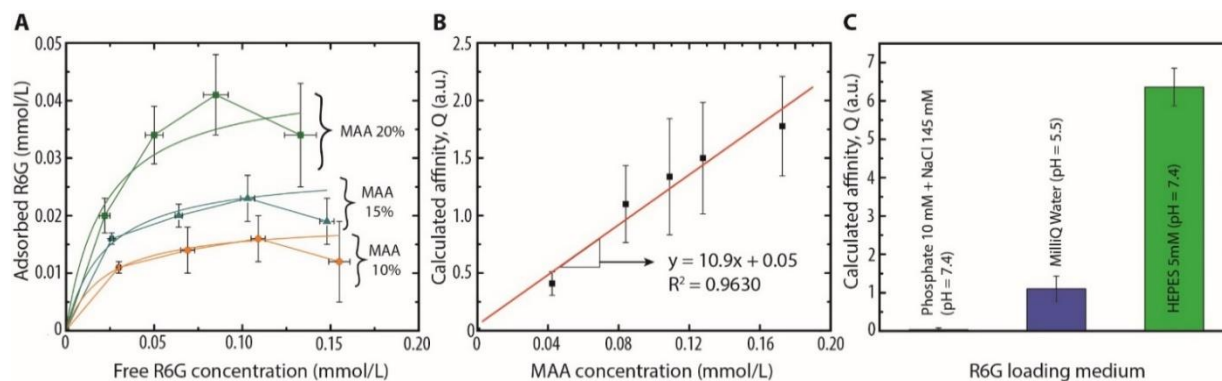 A
Adsorbed R6G (mmol/L)
0.05
0.04
0.03
0.02
0.01
0
0
0.05
0.10
0.15
0.20
Free R6G concentration (mmol/L)
MAA 20%
MAA
15%
MAA
10%
B
Calculated affinity, Q (a.u.)
2.5
2.0
1.5
1.0
0.5
0
0
0.04
0.08
0.12
0.16
0.20
MAA concentration (mmol/L)
y = 10.9x + 0.05
R² = 0.9630
C
Calculated affinity, Q (a.u.)
7
6
5
4
3
2
1
0
Phosphate 10 mM + NaCl 145 mM
(pH = 7.4)
MilliQ Water (pH = 5.5)
HEPES 5mM (pH = 7.4)
R6G loading medium